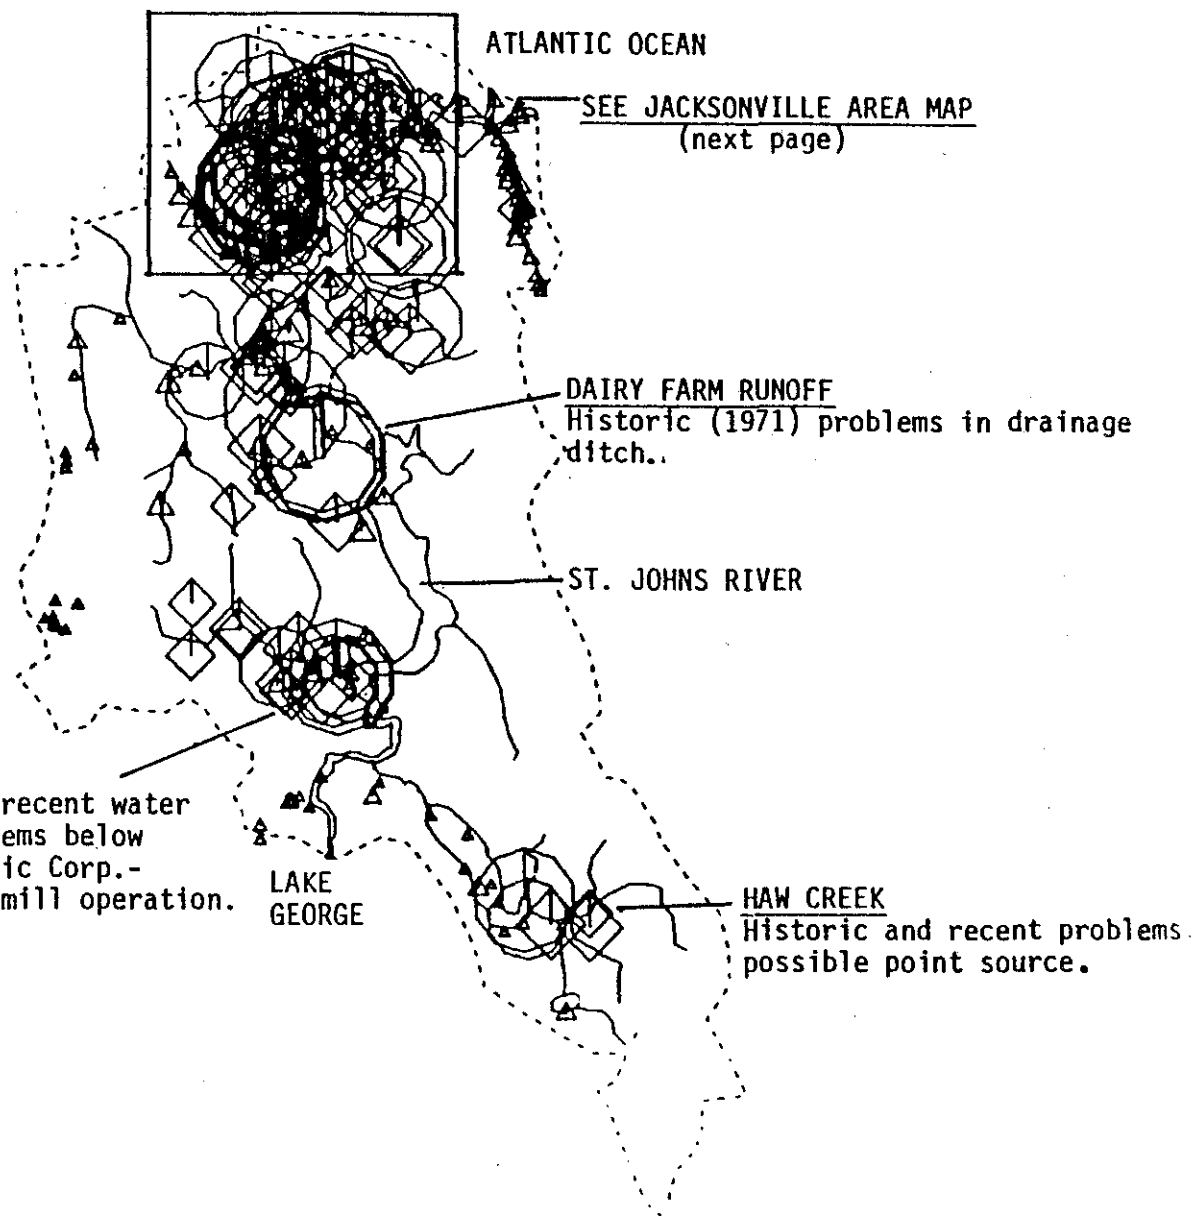 ATLANTIC OCEAN
SEE JACKSONVILLE AREA MAP
(next page)
DAIRY FARM RUNOFF
Historic (1971) problems in drainage
ditch.
ST. JOHNS RIVER
recent water
ems below
ic Corp.-
mill operation.
LAKE
GEORGE
HAW CREEK
Historic and recent problems
possible point source.